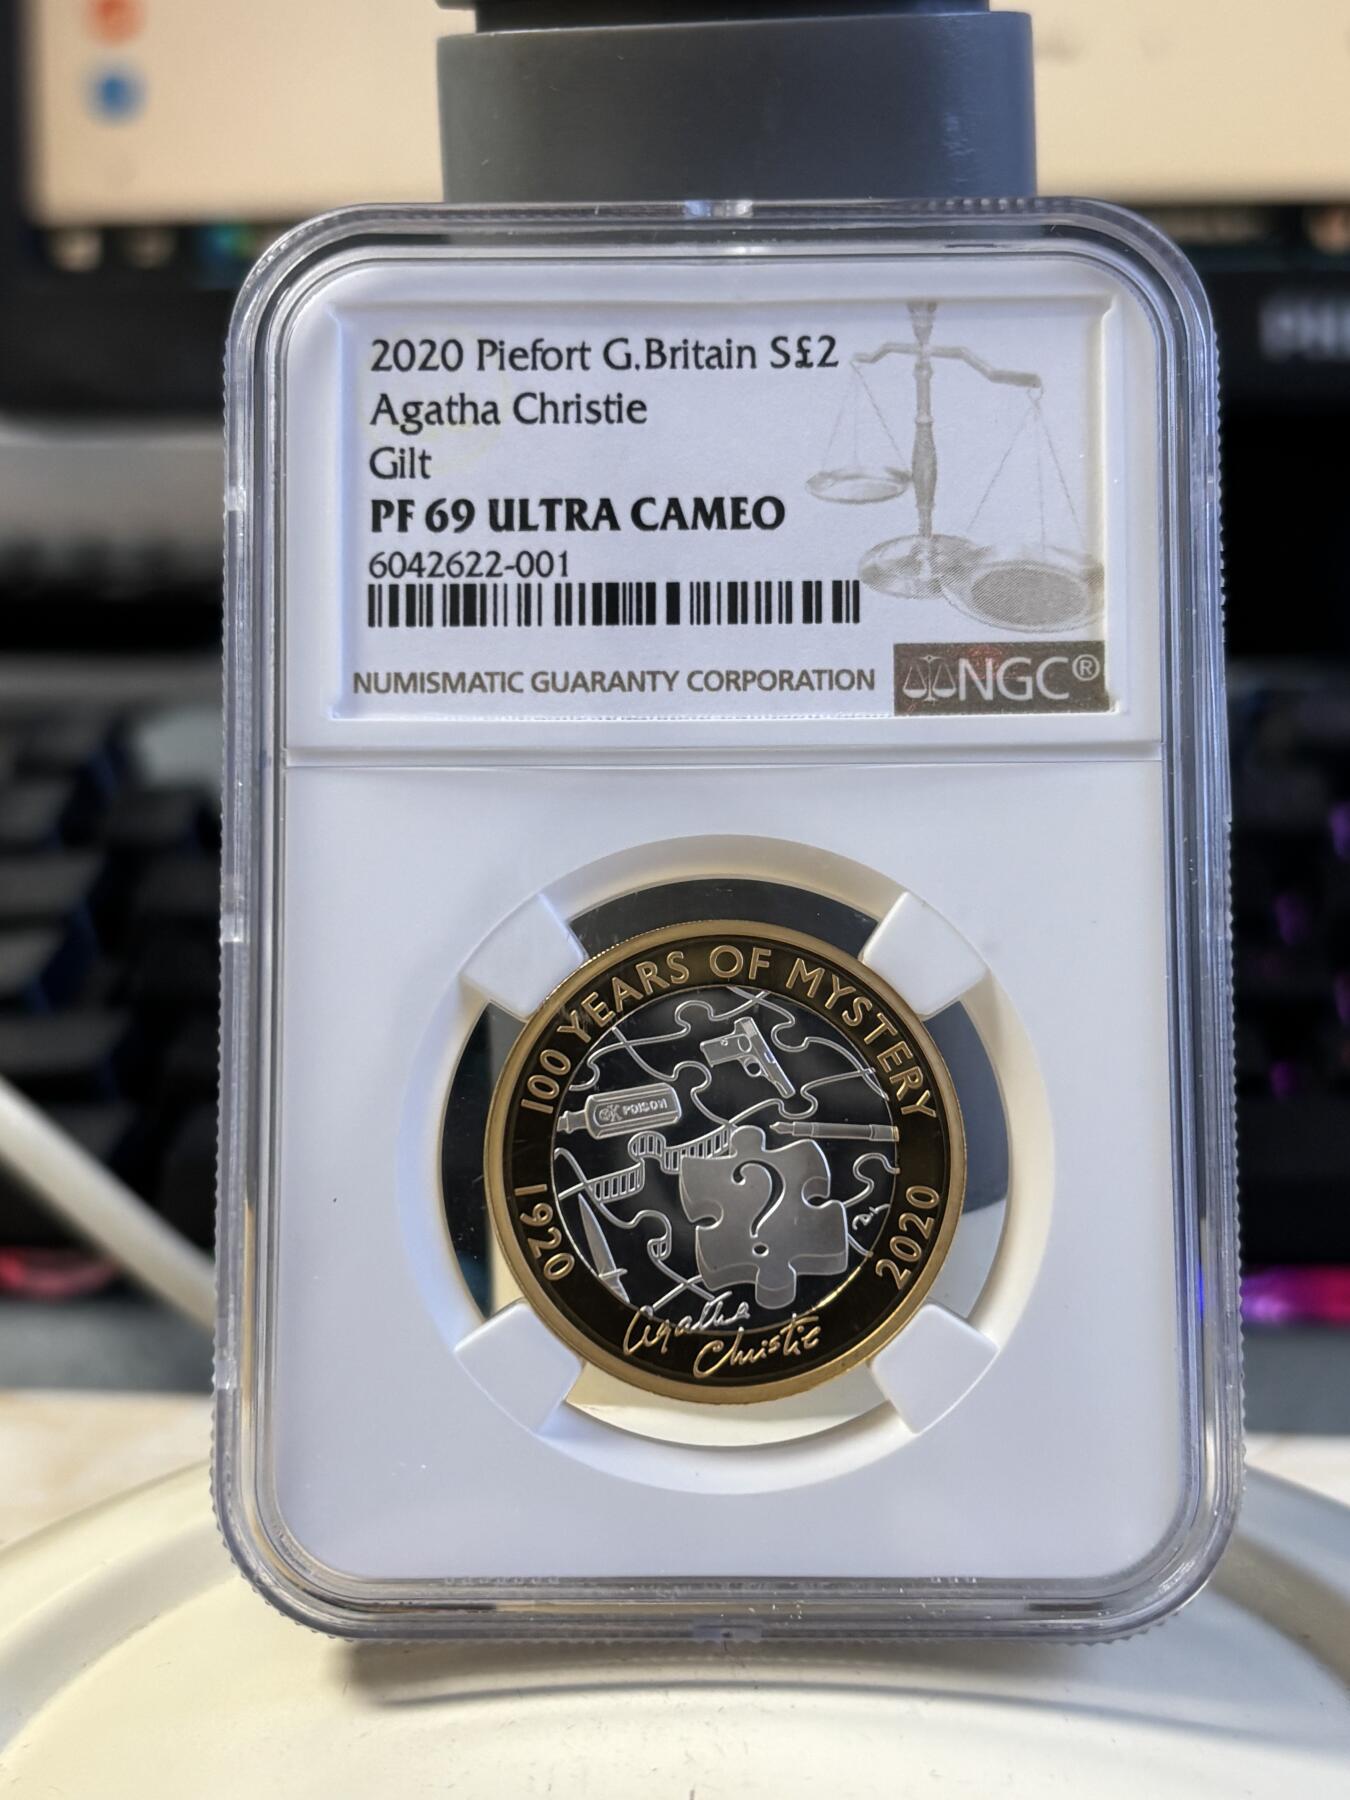 2020 Piefort G.Britain S£2
Agatha Christie
Gilt
PF 69 ULTRA CAMEO
6042622-001
NUMISMATIC GUARANTY CORPORATION
NGC®
100 YEARS OF MYSTERY
POISON
?
1920
2020
Agatha
Christie